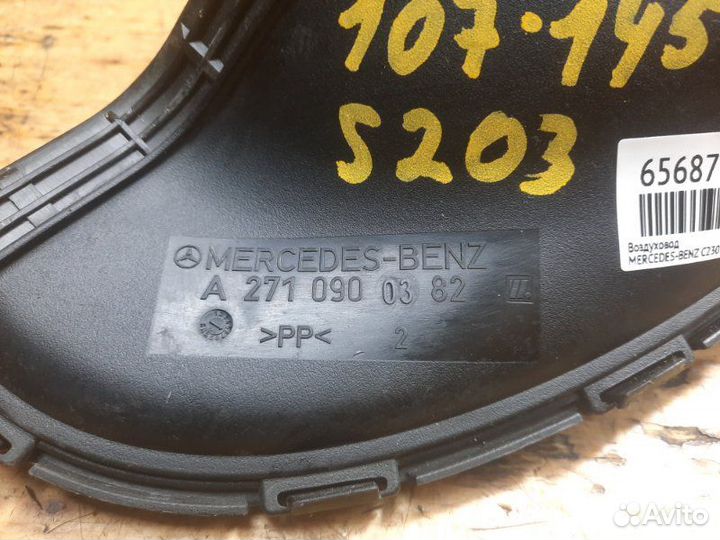 107·145
S203
65687
Воздуховод
MERCEDES-BENZ C230
MERCEDES-BENZ
A 271 090 03 82
>PP< 2
Avito